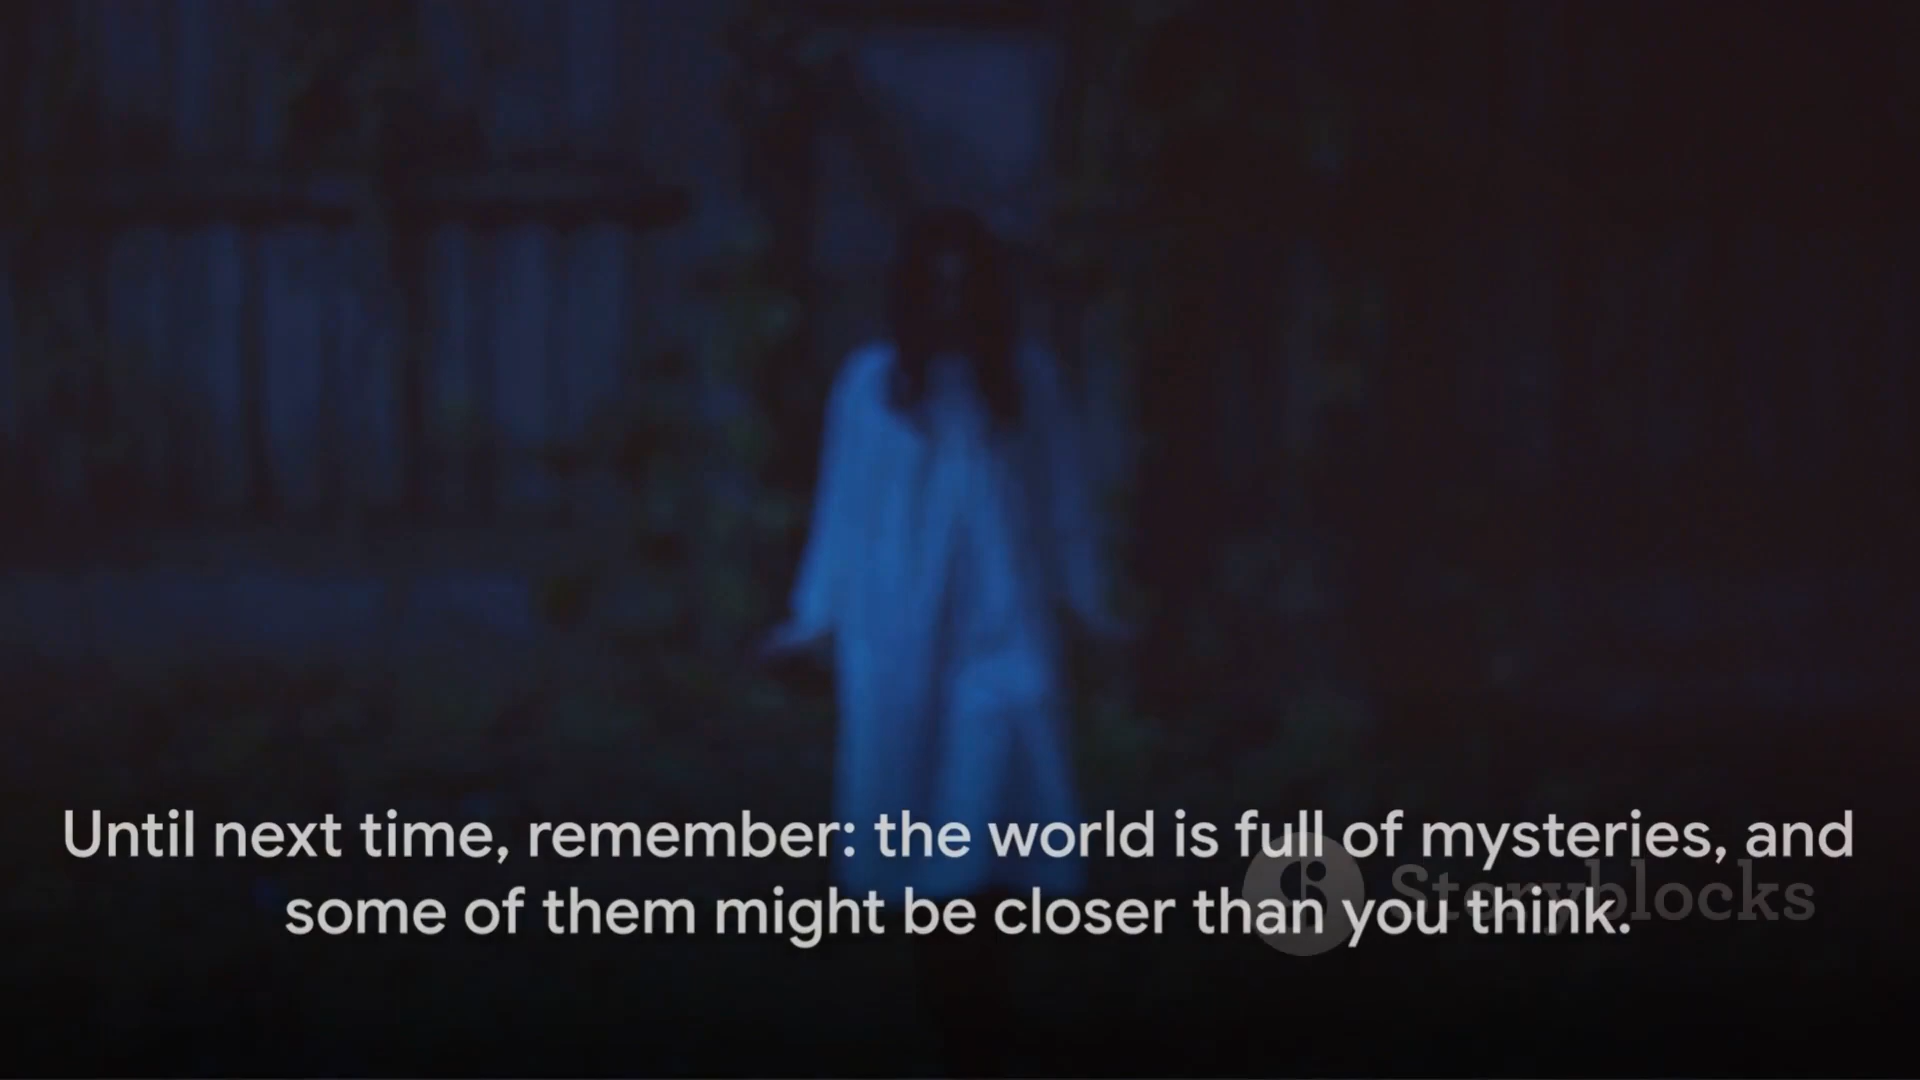 Until next time, remember: the world is full of mysteries, and
some of them might be closer than you think.
Storyblocks